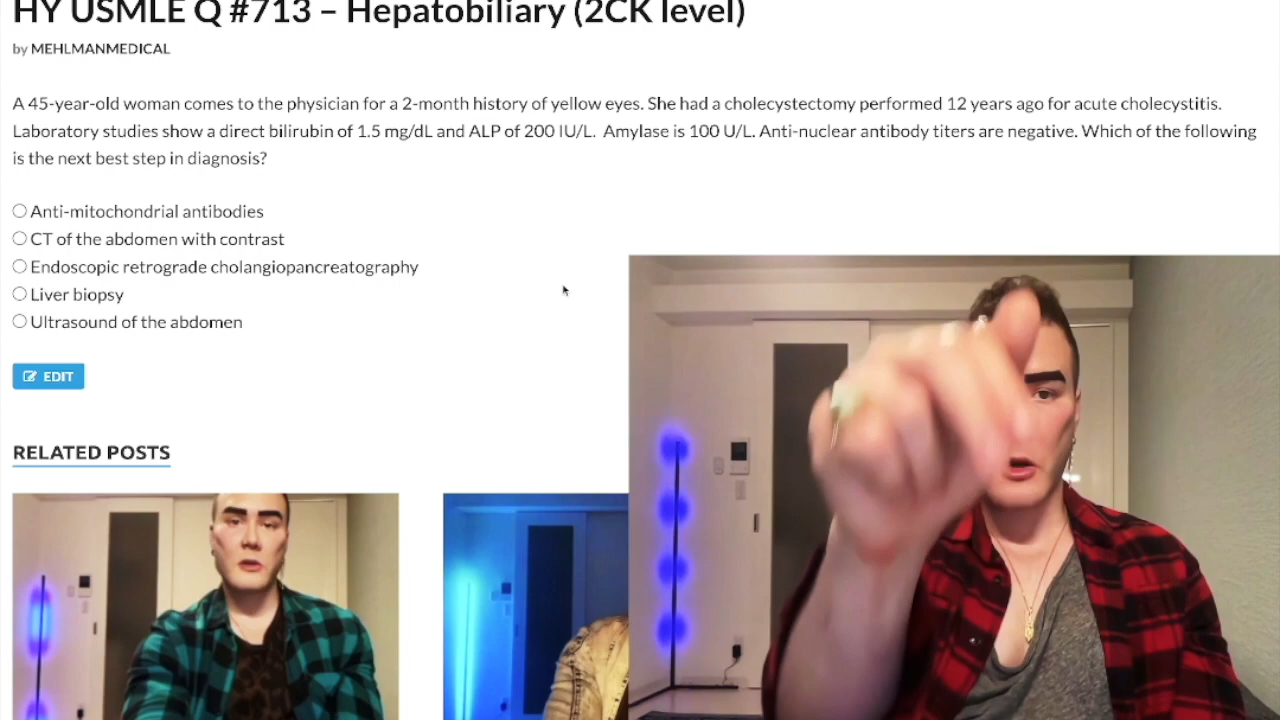 HY USMLE Q #713 – Hepatobiliary (2CK level)
by MEHLMANMEDICAL
A 45-year-old woman comes to the physician for a 2-month history of yellow eyes. She had a cholecystectomy performed 12 years ago for acute cholecystitis.
Laboratory studies show a direct bilirubin of 1.5 mg/dL and ALP of 200 IU/L. Amylase is 100 U/L. Anti-nuclear antibody titers are negative. Which of the following
is the next best step in diagnosis?
Anti-mitochondrial antibodies
CT of the abdomen with contrast
Endoscopic retrograde cholangiopancreatography
Liver biopsy
Ultrasound of the abdomen
EDIT
RELATED POSTS